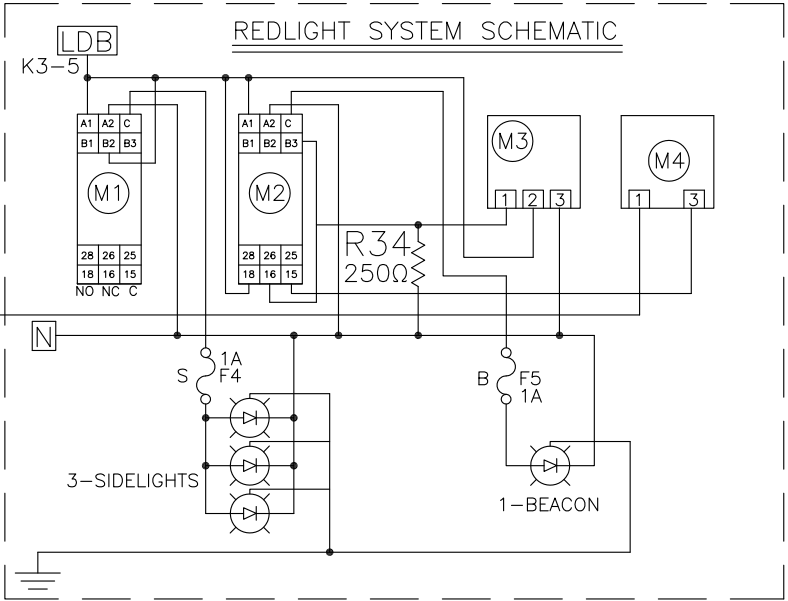 REDLIGHT SYSTEM SCHEMATIC
LDB
K3-5
A1 A2 C
B1 B2 B3
M1
28 26 25
18 16 15
NO NC C
A1 A2 C
B1 B2 B3
M2
28 26 25
18 16 15
R34
250Ω
M3
1 2 3
M4
1 3
N
S
1A
F4
B
F5
1A
3-SIDELIGHTS
1-BEACON